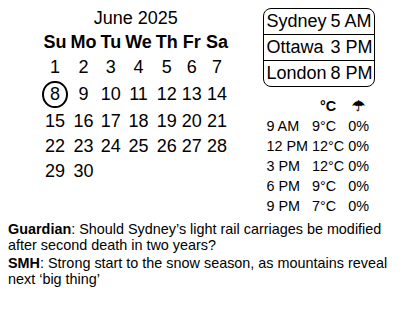 June 2025
Su Mo Tu We Th Fr Sa
1 2 3 4 5 6 7
8 9 10 11 12 13 14
15 16 17 18 19 20 21
22 23 24 25 26 27 28
29 30
Sydney 5 AM
Ottawa 3 PM
London 8 PM
°C ☂
9 AM 9°C 0%
12 PM 12°C 0%
3 PM 12°C 0%
6 PM 9°C 0%
9 PM 7°C 0%
Guardian: Should Sydney’s light rail carriages be modified
after second death in two years?
SMH: Strong start to the snow season, as mountains reveal
next ‘big thing’